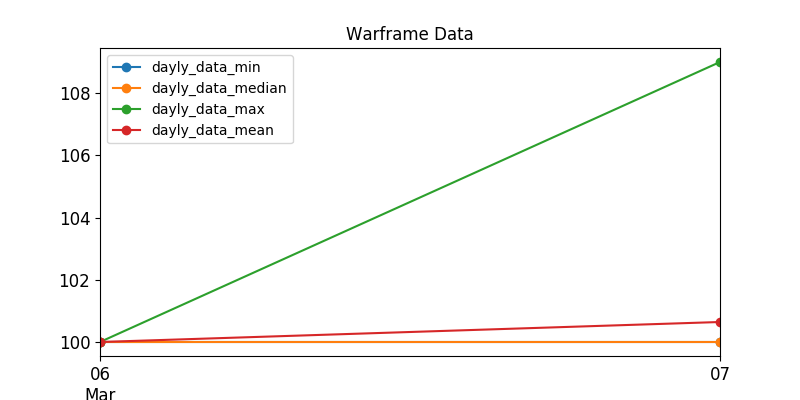 Warframe Data
dayly_data_min
dayly_data_median
dayly_data_max
dayly_data_mean
108
106
104
102
100
06
07
Mar